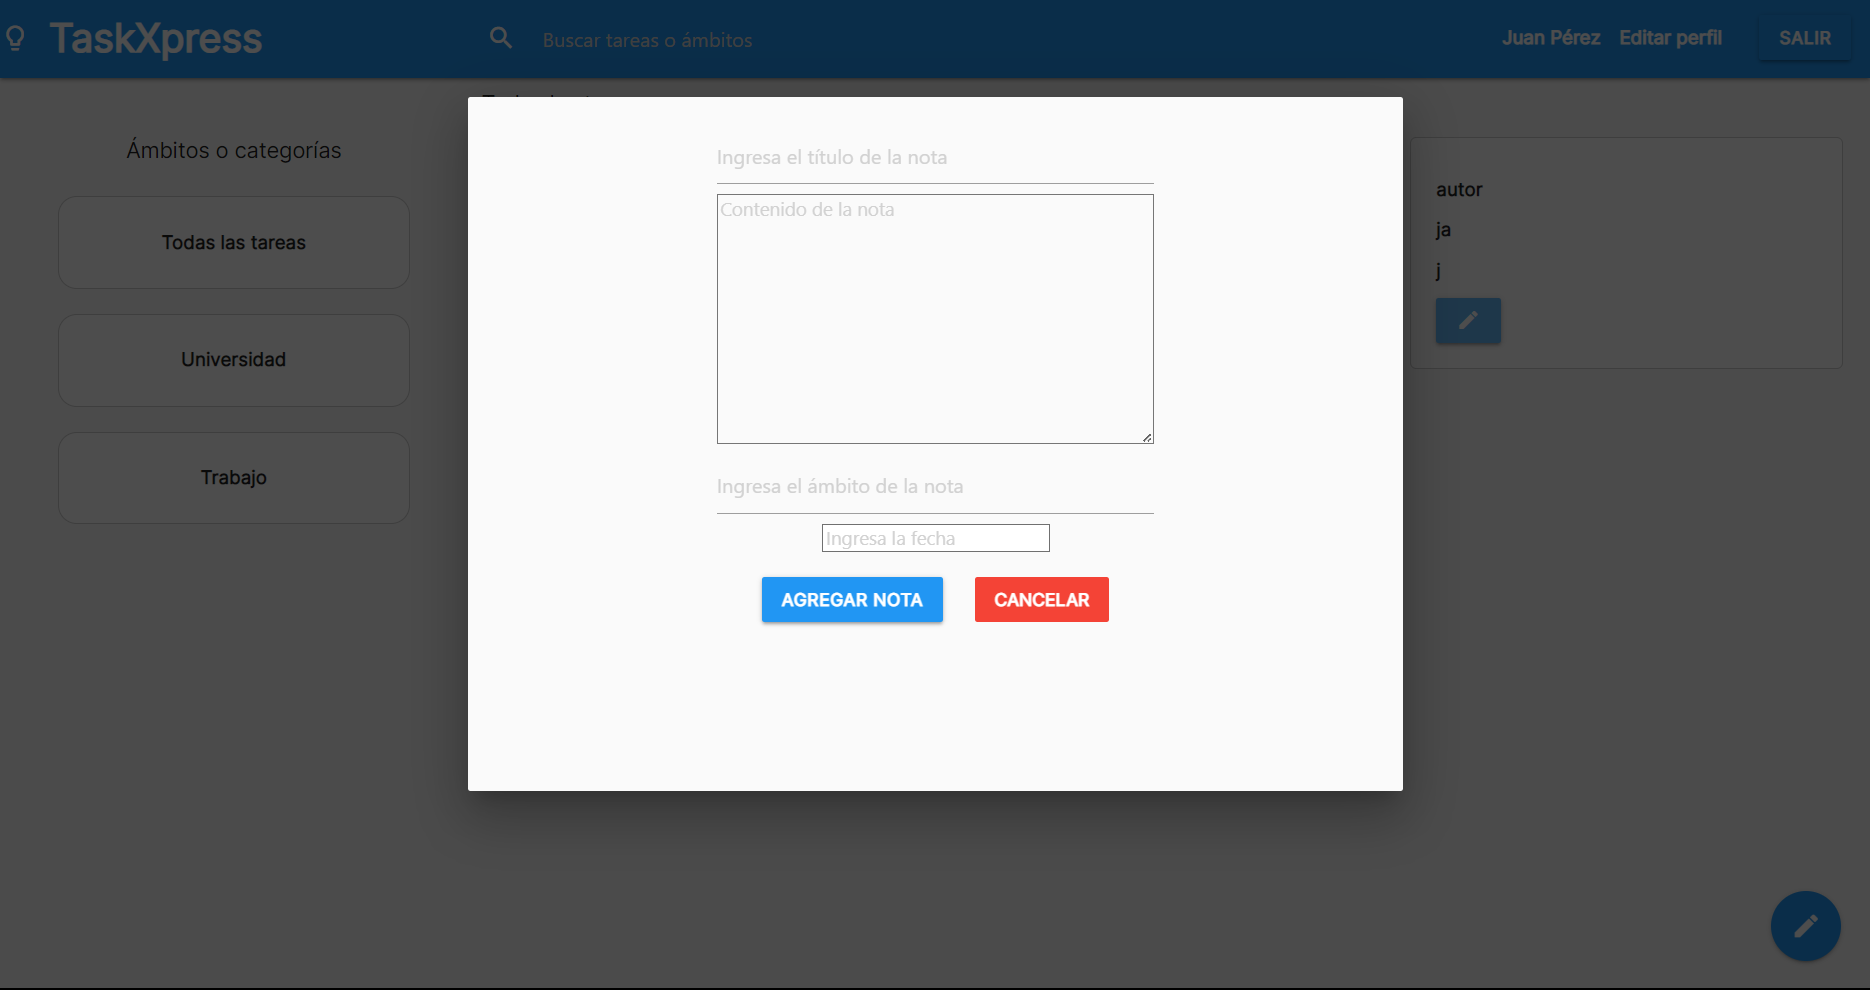 TaskXpress
Buscar tareas o ámbitos
Juan Pérez
Editar perfil
SALIR
Ámbitos o categorías
Todas las tareas
Universidad
Trabajo
Ingresa el título de la nota
Contenido de la nota
Ingresa el ámbito de la nota
Ingresa la fecha
AGREGAR NOTA
CANCELAR
autor
ja
j